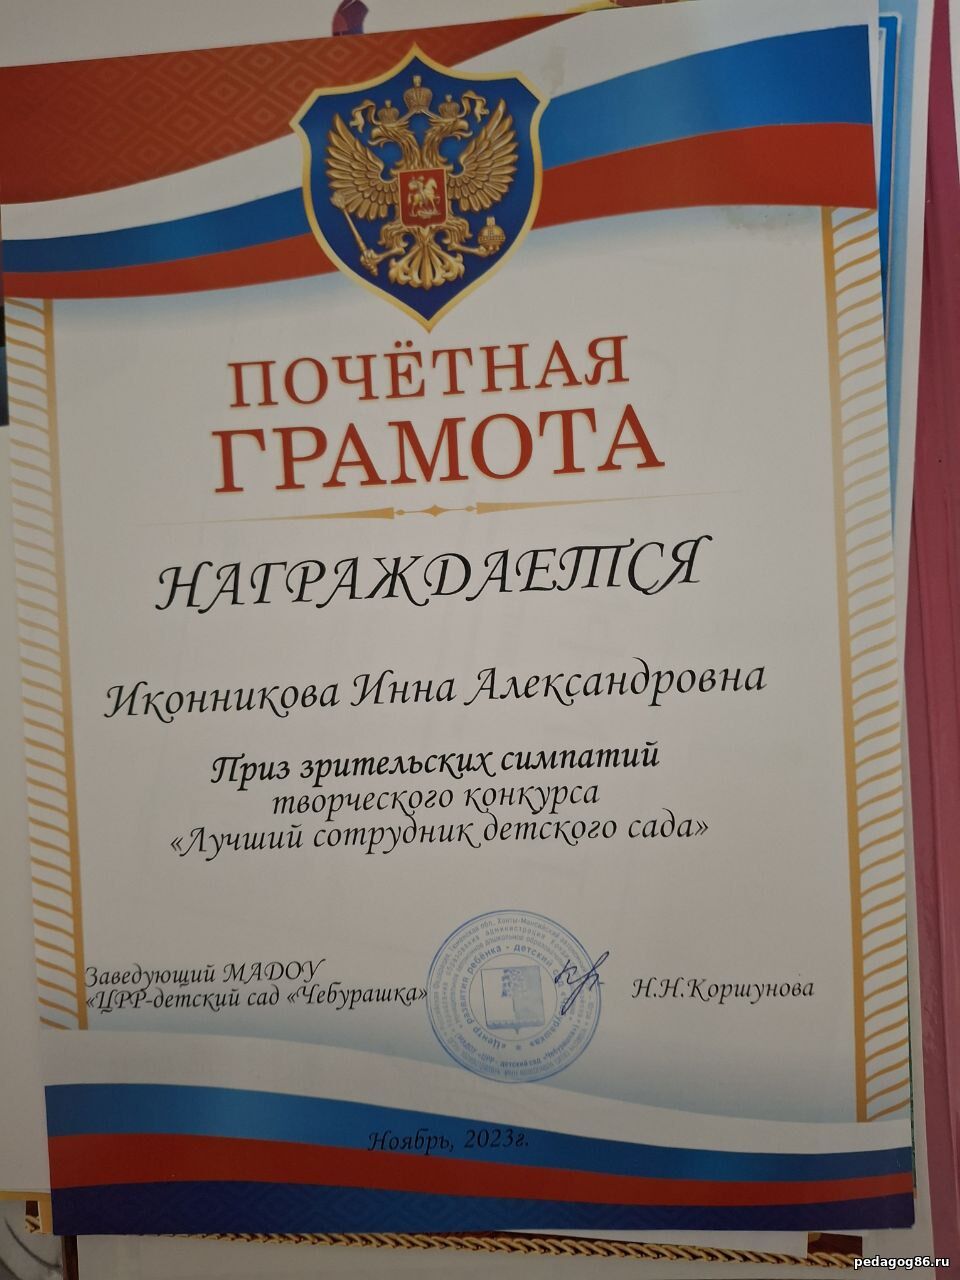 ПОЧЁТНАЯ
ГРАМОТА
НАГРАЖДАЕТСЯ
Иконникова Инна Александровна
Приз зрительских симпатий
творческого конкурса
«Лучший сотрудник детского сада»
Заведующий МАДОУ
«ЦРР-детский сад «Чебурашка»
Н.Н.Коршунова
Ноябрь, 2023г.
pedagog86.ru